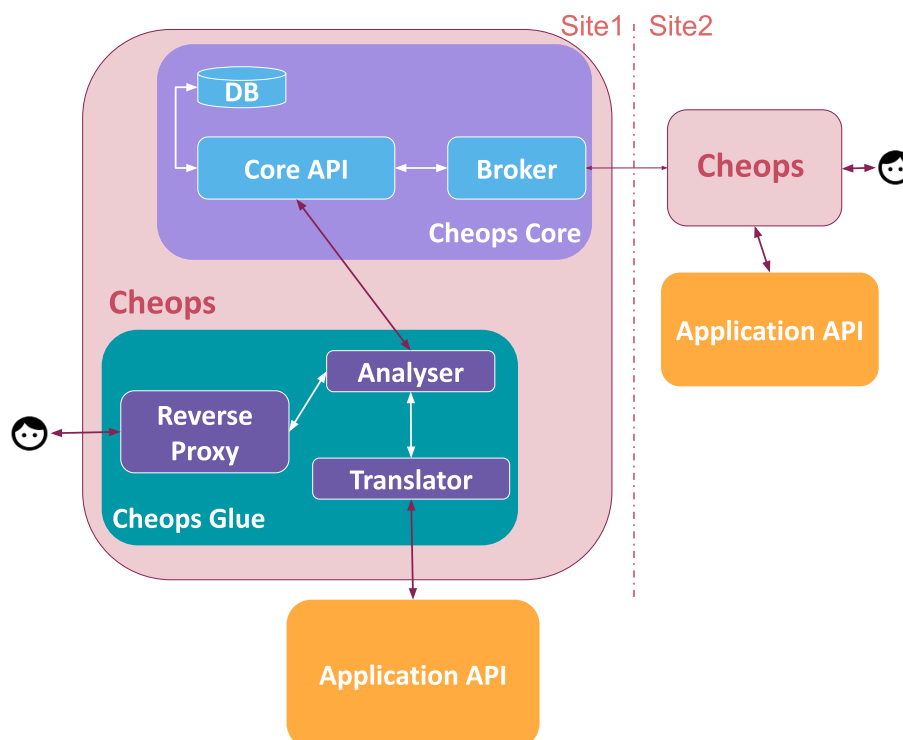 Site1
Site2
DB
Core API
Broker
Cheops Core
Cheops
Application API
Cheops
Analyser
Reverse
Proxy
Translator
Cheops Glue
Application API